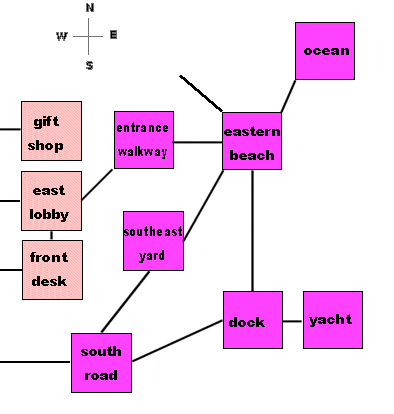 N
W E
S
ocean
gift
shop
entrance
walkway
eastern
beach
east
lobby
southeast
yard
front
desk
dock
yacht
south
road